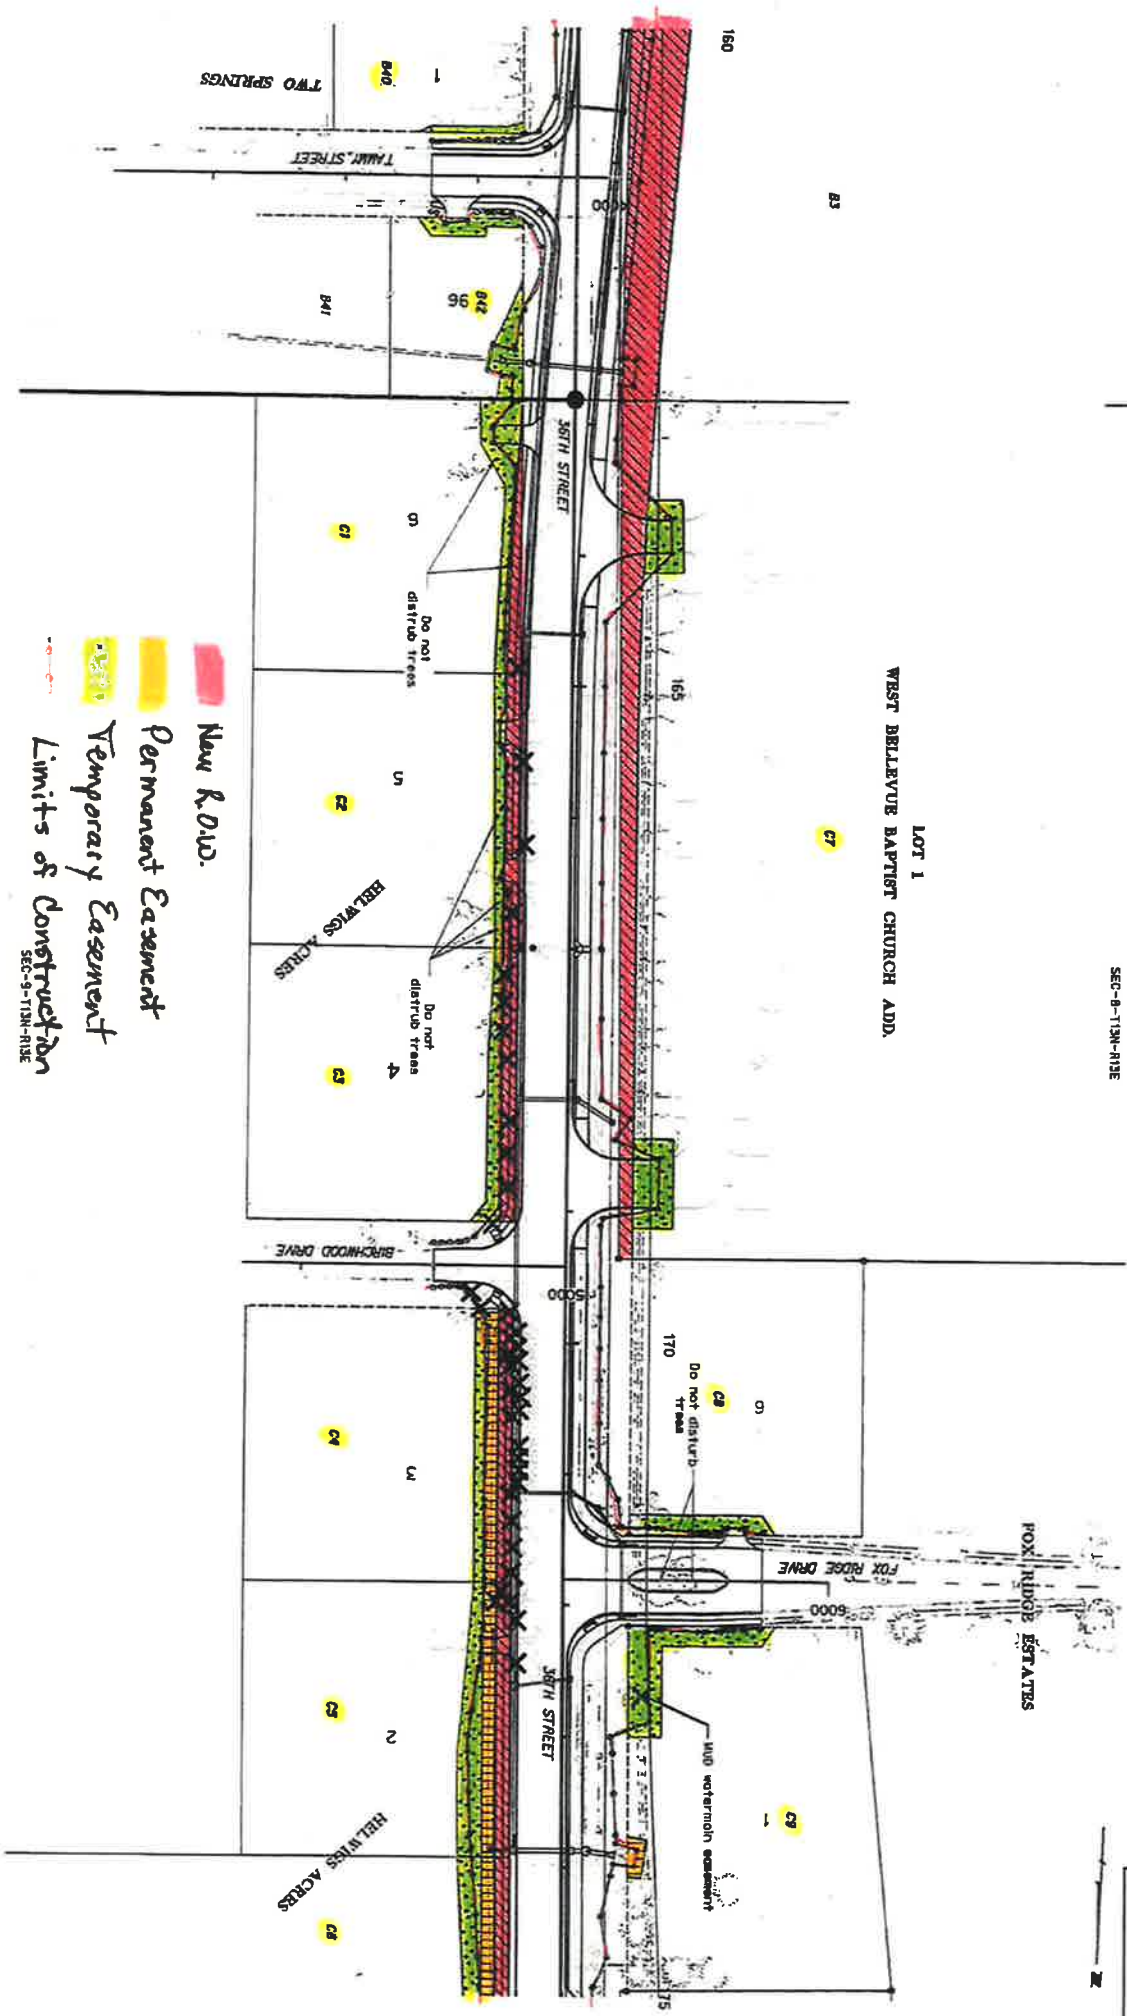 160
B3
SEC-8-T13N-R13E
LOT 1
WEST BELLEVUE BAPTIST CHURCH ADD.
C7
165
170
175
TWO SPRINGS
B40
1
TAMMY STREET
B41
B42
96
36TH STREET
C1
6
Do not
distrub trees
C2
5
HELWIGS ACRES
Do not
distrub trees
C3
4
BIRCHWOOD DRIVE
5000
C8
Do not disturb
trees
FOX RIDGE DRIVE
6000
FOX RIDGE ESTATES
C4
3
36TH STREET
C5
2
MUD watermain easement
C9
1
HELWIGS ACRES
C6
New R.O.W.
Permanent Easement
Temporary Easement
Limits of Construction
SEC-9-T13N-R13E